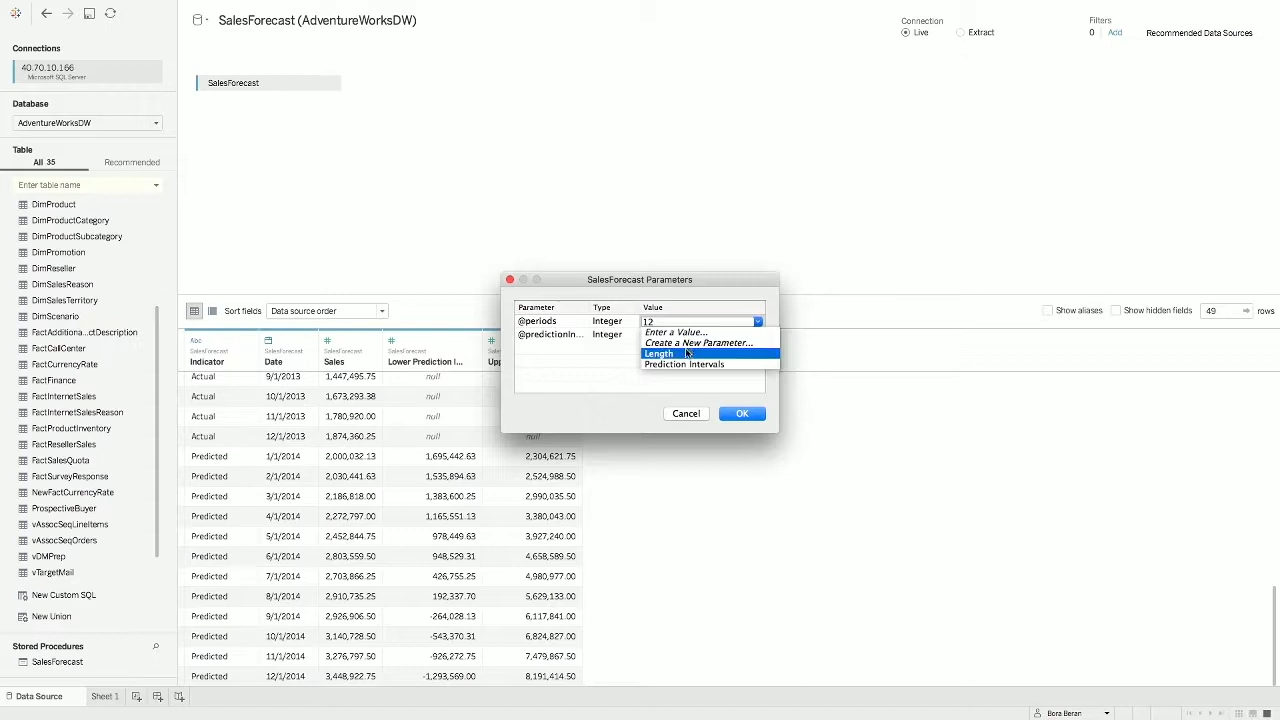 SalesForecast (AdventureWorksDW)
Connection
Live
Extract
Filters
0 Add
Recommended Data Sources
Connections
40.70.10.166
Microsoft SQL Server
Database
AdventureWorksDW
Table
All 35 Recommended
Enter table name
DimProduct
DimProductCategory
DimProductSubcategory
DimPromotion
DimReseller
DimSalesReason
DimSalesTerritory
DimScenario
FactAdditiona...ctDescription
FactCallCenter
FactCurrencyRate
FactFinance
FactInternetSales
FactInternetSalesReason
FactProductInventory
FactResellerSales
FactSalesQuota
FactSurveyResponse
NewFactCurrencyRate
ProspectiveBuyer
vAssocSeqLineItems
vAssocSeqOrders
vDMPrep
vTargetMail
New Custom SQL
New Union
Stored Procedures
SalesForecast
SalesForecast
Sort fields Data source order
Show aliases Show hidden fields 49 rows
Abc
SalesForecast SalesForecast SalesForecast SalesForecast
Indicator Date Sales Lower Prediction I... Upp
Actual 9/1/2013 1,447,495.75 null
Actual 10/1/2013 1,673,293.38 null
Actual 11/1/2013 1,780,920.00 null
Actual 12/1/2013 1,874,360.25 null null
Predicted 1/1/2014 2,000,032.13 1,695,442.63 2,304,621.75
Predicted 2/1/2014 2,030,441.63 1,535,894.63 2,524,988.50
Predicted 3/1/2014 2,186,818.00 1,383,600.25 2,990,035.50
Predicted 4/1/2014 2,272,797.00 1,165,551.13 3,380,043.00
Predicted 5/1/2014 2,452,844.75 978,449.63 3,927,240.00
Predicted 6/1/2014 2,803,559.50 948,529.31 4,658,589.50
Predicted 7/1/2014 2,703,866.25 426,755.25 4,980,977.00
Predicted 8/1/2014 2,910,735.25 192,337.70 5,629,133.00
Predicted 9/1/2014 2,926,906.50 -264,028.13 6,117,841.00
Predicted 10/1/2014 3,140,728.50 -543,370.31 6,824,827.00
Predicted 11/1/2014 3,276,797.50 -926,272.75 7,479,867.50
Predicted 12/1/2014 3,448,922.75 -1,293,569.00 8,191,414.50
SalesForecast Parameters
Parameter Type Value
@periods Integer 12
@predictionIn... Integer
Enter a Value...
Create a New Parameter...
Length
Prediction Intervals
Cancel OK
Data Source Sheet 1
Bora Beran